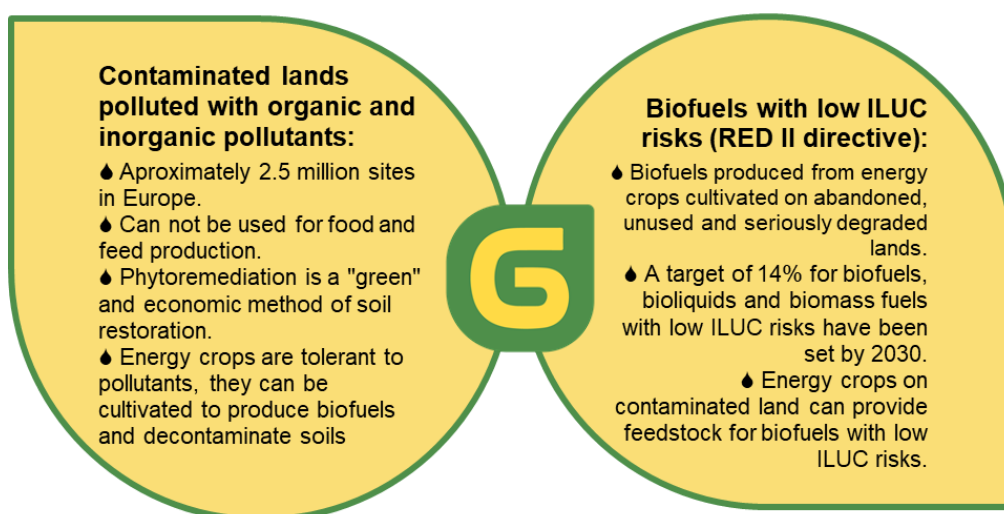 Contaminated lands
polluted with organic and
inorganic pollutants:
Aproximately 2.5 million sites
in Europe.
Can not be used for food and
feed production.
Phytoremediation is a "green"
and economic method of soil
restoration.
Energy crops are tolerant to
pollutants, they can be
cultivated to produce biofuels
and decontaminate soils
G
Biofuels with low ILUC
risks (RED II directive):
Biofuels produced from energy
crops cultivated on abandoned,
unused and seriously degraded
lands.
A target of 14% for biofuels,
bioliquids and biomass fuels
with low ILUC risks have been
set by 2030.
Energy crops on
contaminated land can provide
feedstock for biofuels with low
ILUC risks.